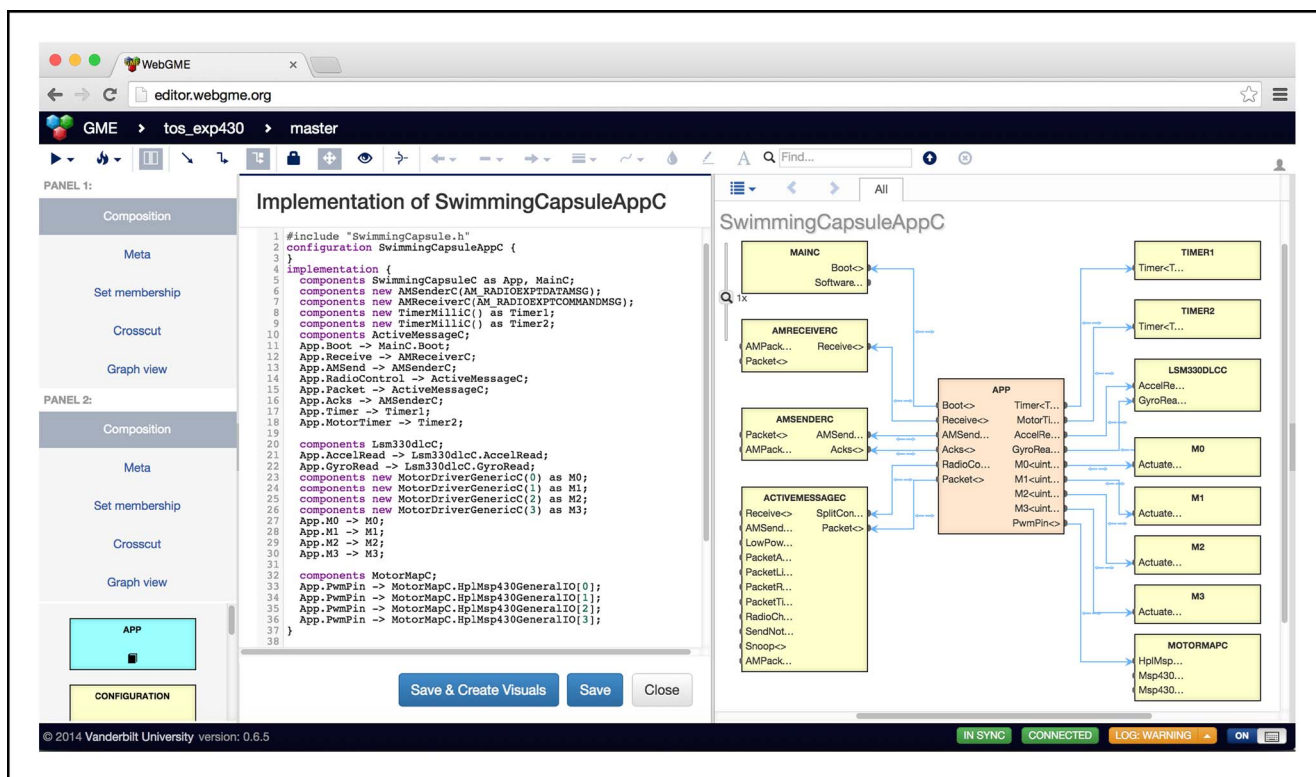 WebGME ×
editor.webgme.org
GME › tos_exp430 › master
A Find...
PANEL 1:
Composition
Meta
Set membership
Crosscut
Graph view
PANEL 2:
Composition
Meta
Set membership
Crosscut
Graph view
APP
CONFIGURATION
Implementation of SwimmingCapsuleAppC
1 #include "SwimmingCapsule.h"
2 configuration SwimmingCapsuleAppC {
3 }
4 implementation {
5 components SwimmingCapsuleC as App, MainC;
6 components new AMSenderC(AM_RADIOEXPTDATAMSG);
7 components new AMReceiverC(AM_RADIOEXPTCOMMANDMSG);
8 components new TimerMilliC() as Timer1;
9 components new TimerMilliC() as Timer2;
10 components ActiveMessageC;
11 App.Boot -> MainC.Boot;
12 App.Receive -> AMReceiverC;
13 App.AMSend -> AMSenderC;
14 App.RadioControl -> ActiveMessageC;
15 App.Packet -> ActiveMessageC;
16 App.Acks -> AMSenderC;
17 App.Timer -> Timer1;
18 App.MotorTimer -> Timer2;
19
20 components Lsm330dlcC;
21 App.AccelRead -> Lsm330dlcC.AccelRead;
22 App.GyroRead -> Lsm330dlcC.GyroRead;
23 components new MotorDriverGenericC(0) as M0;
24 components new MotorDriverGenericC(1) as M1;
25 components new MotorDriverGenericC(2) as M2;
26 components new MotorDriverGenericC(3) as M3;
27 App.M0 -> M0;
28 App.M1 -> M1;
29 App.M2 -> M2;
30 App.M3 -> M3;
31
32 components MotorMapC;
33 App.PwmPin -> MotorMapC.HplMsp430GeneralIO[0];
34 App.PwmPin -> MotorMapC.HplMsp430GeneralIO[1];
35 App.PwmPin -> MotorMapC.HplMsp430GeneralIO[2];
36 App.PwmPin -> MotorMapC.HplMsp430GeneralIO[3];
37 }
38
Save & Create Visuals Save Close
All
SwimmingCapsuleAppC
1x
MAINC
Boot<>
Software...
AMRECEIVERC
AMPack... Receive<>
Packet<>
AMSENDERC
Packet<> AMSend...
AMPack... Acks<>
ACTIVEMESSAGEC
Receive<> SplitCon...
AMSend... Packet<>
LowPow...
PacketA...
PacketLi...
PacketR...
PacketTi...
RadioCh...
SendNot...
Snoop<>
AMPack...
APP
Boot<> Timer<T...
Receive<> MotorTi...
AMSend... AccelRe...
Acks<> GyroRea...
RadioCo... M0<uint...
Packet<> M1<uint...
M2<uint...
M3<uint...
PwmPin<>
TIMER1
Timer<T...
TIMER2
Timer<T...
LSM330DLCC
AccelRe...
GyroRea...
M0
Actuate...
M1
Actuate...
M2
Actuate...
M3
Actuate...
MOTORMAPC
HplMsp...
Msp430...
Msp430...
© 2014 Vanderbilt University version: 0.6.5
IN SYNC CONNECTED LOG: WARNING ON